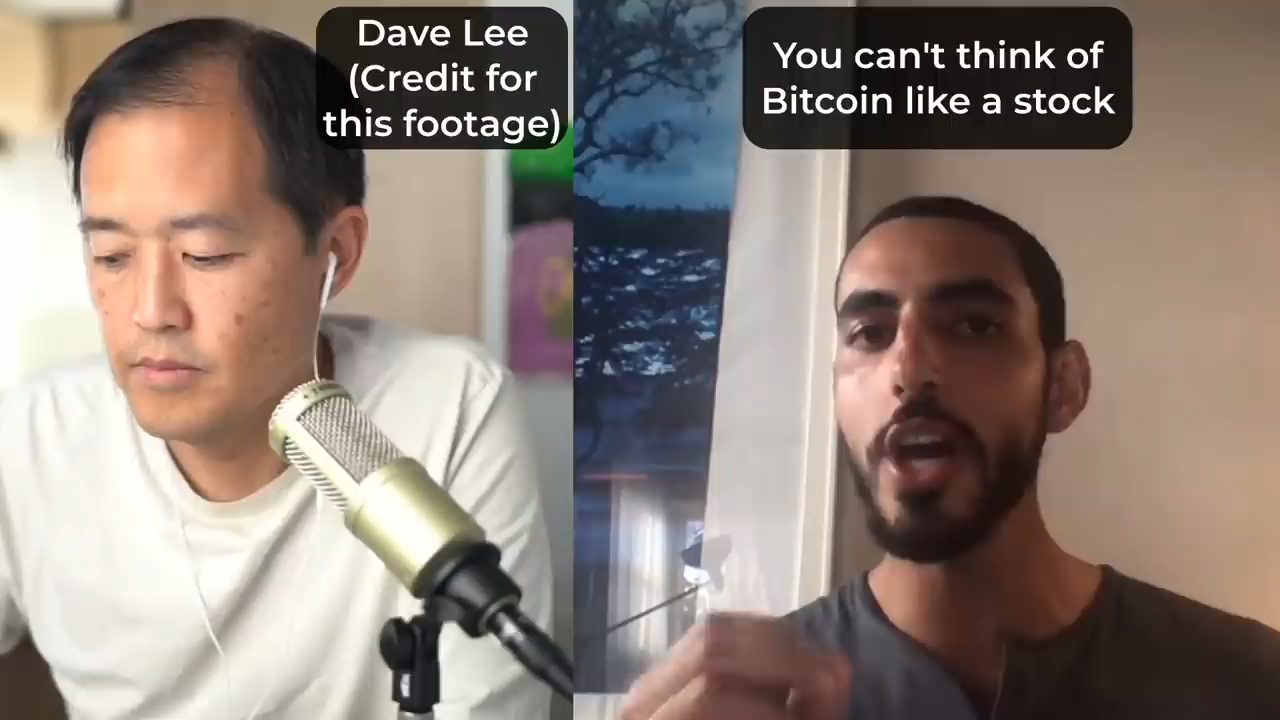 Dave Lee
(Credit for
this footage)
You can't think of
Bitcoin like a stock